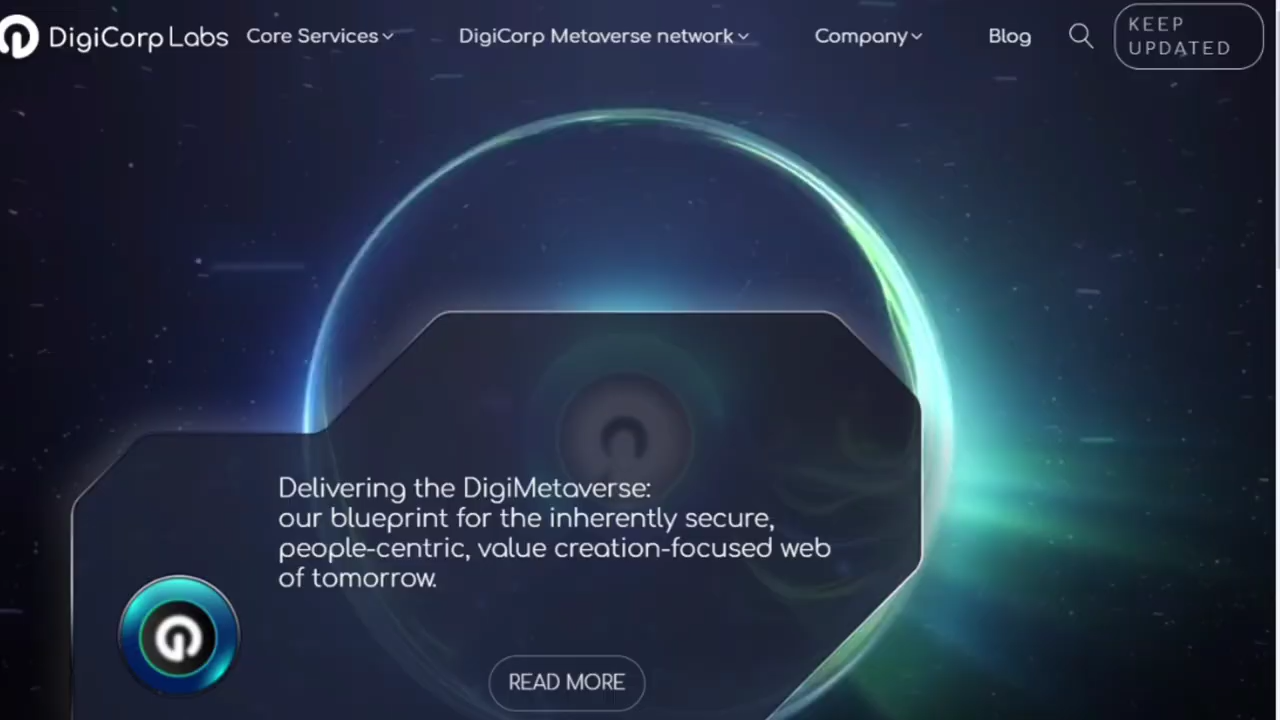 DigiCorp Labs
Core Services
DigiCorp Metaverse network
Company
Blog
KEEP
UPDATED
Delivering the DigiMetaverse:
our blueprint for the inherently secure,
people-centric, value creation-focused web
of tomorrow.
READ MORE